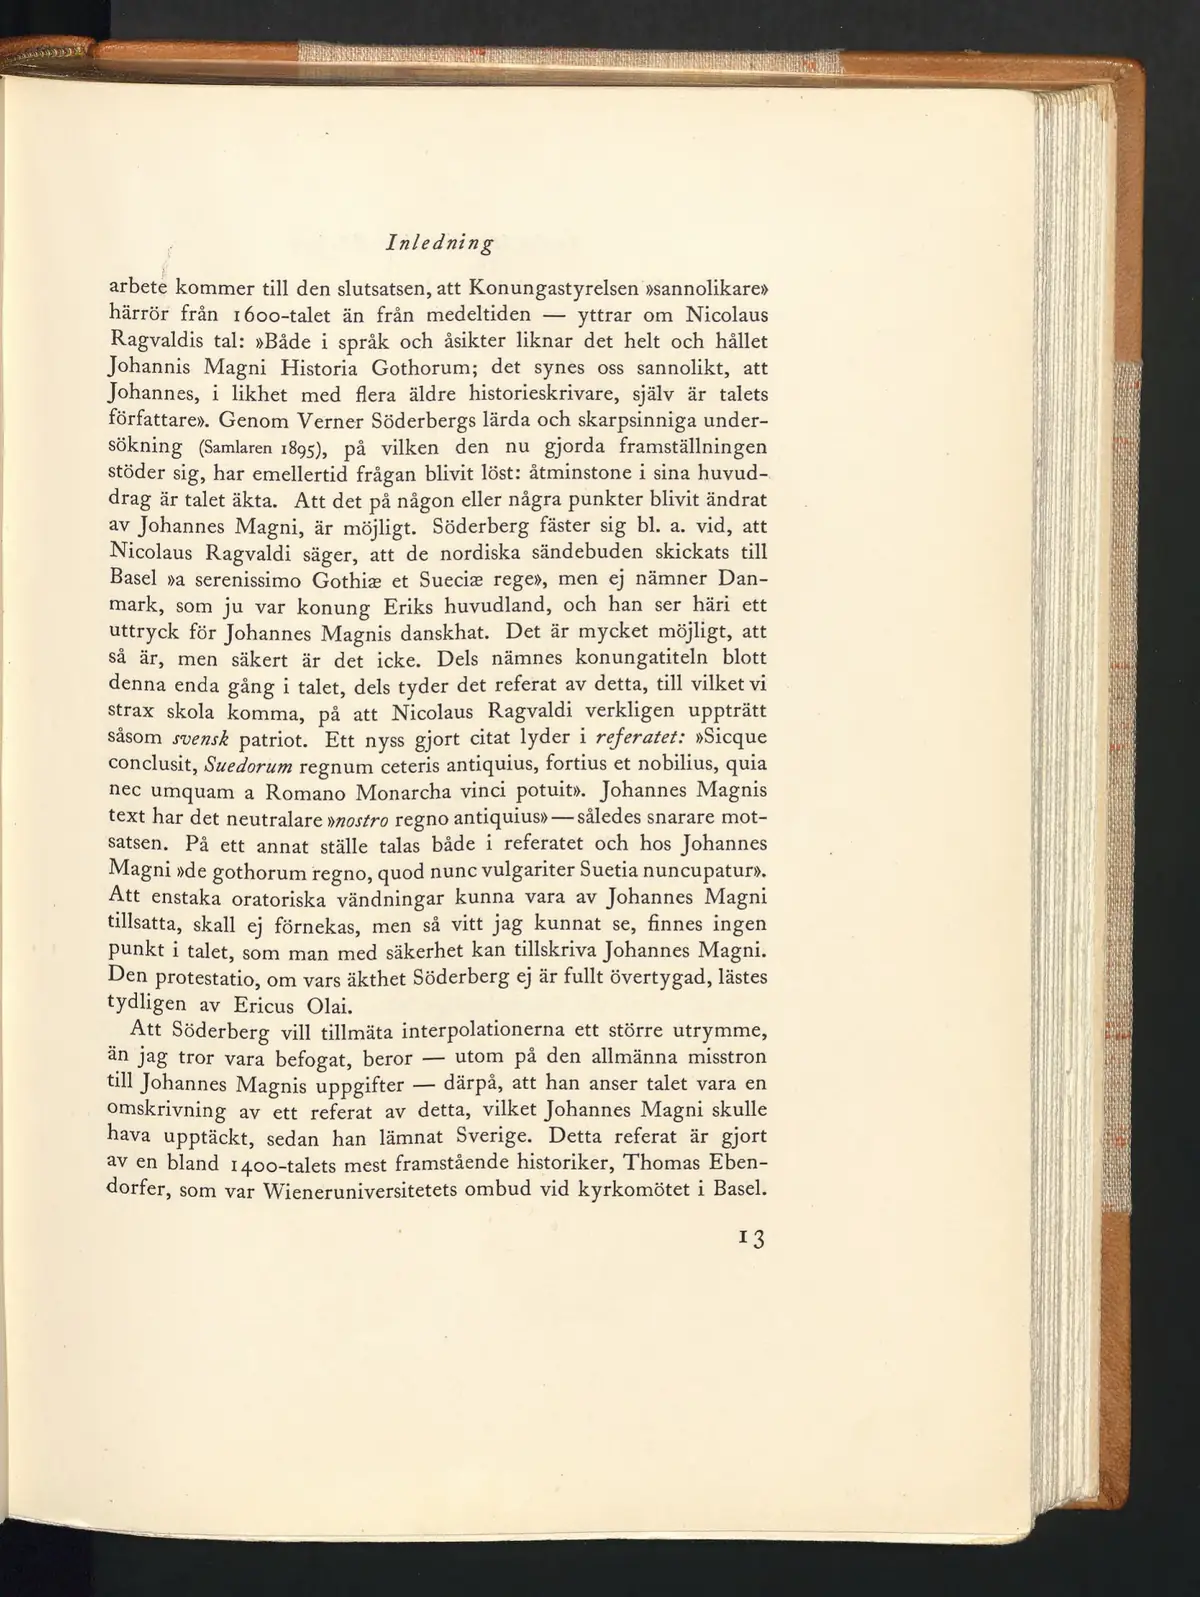 Inledning
arbete kommer till den slutsatsen, att Konungastyrelsen »sannolikare»
härrör från 1600-talet än från medeltiden — yttrar om Nicolaus
Ragvaldis tal: »Både i språk och åsikter liknar det helt och hållet
Johannis Magni Historia Gothorum; det synes oss sannolikt, att
Johannes, i likhet med flera äldre historieskrivare, själv är talets
författare». Genom Verner Söderbergs lärda och skarpsinniga under-
sökning (Samlaren 1895), på vilken den nu gjorda framställningen
stöder sig, har emellertid frågan blivit löst: åtminstone i sina huvud-
drag är talet äkta. Att det på någon eller några punkter blivit ändrat
av Johannes Magni, är möjligt. Söderberg fäster sig bl. a. vid, att
Nicolaus Ragvaldi säger, att de nordiska sändebuden skickats till
Basel »a serenissimo Gothiæ et Sueciæ rege», men ej nämner Dan-
mark, som ju var konung Eriks huvudland, och han ser häri ett
uttryck för Johannes Magnis danskhat. Det är mycket möjligt, att
så är, men säkert är det icke. Dels nämnes konungatiteln blott
denna enda gång i talet, dels tyder det referat av detta, till vilket vi
strax skola komma, på att Nicolaus Ragvaldi verkligen uppträtt
såsom svensk patriot. Ett nyss gjort citat lyder i referatet: »Sicque
conclusit, Suedorum regnum ceteris antiquius, fortius et nobilius, quia
nec umquam a Romano Monarcha vinci potuit». Johannes Magnis
text har det neutralare »nostro regno antiquius» — således snarare mot-
satsen. På ett annat ställe talas både i referatet och hos Johannes
Magni »de gothorum regno, quod nunc vulgariter Suetia nuncupatur».
Att enstaka oratoriska vändningar kunna vara av Johannes Magni
tillsatta, skall ej förnekas, men så vitt jag kunnat se, finnes ingen
punkt i talet, som man med säkerhet kan tillskriva Johannes Magni.
Den protestatio, om vars äkthet Söderberg ej är fullt övertygad, lästes
tydligen av Ericus Olai.
Att Söderberg vill tillmäta interpolationerna ett större utrymme,
än jag tror vara befogat, beror — utom på den allmänna misstron
till Johannes Magnis uppgifter — därpå, att han anser talet vara en
omskrivning av ett referat av detta, vilket Johannes Magni skulle
hava upptäckt, sedan han lämnat Sverige. Detta referat är gjort
av en bland 1400-talets mest framstående historiker, Thomas Eben-
dorfer, som var Wieneruniversitetets ombud vid kyrkomötet i Basel.
13